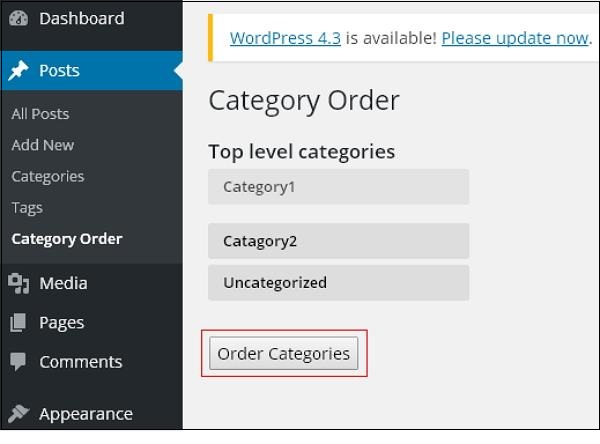 Dashboard
Posts
All Posts
Add New
Categories
Tags
Category Order
Media
Pages
Comments
Appearance
WordPress 4.3 is available! Please update now.
Category Order
Top level categories
Category1
Catagory2
Uncategorized
Order Categories